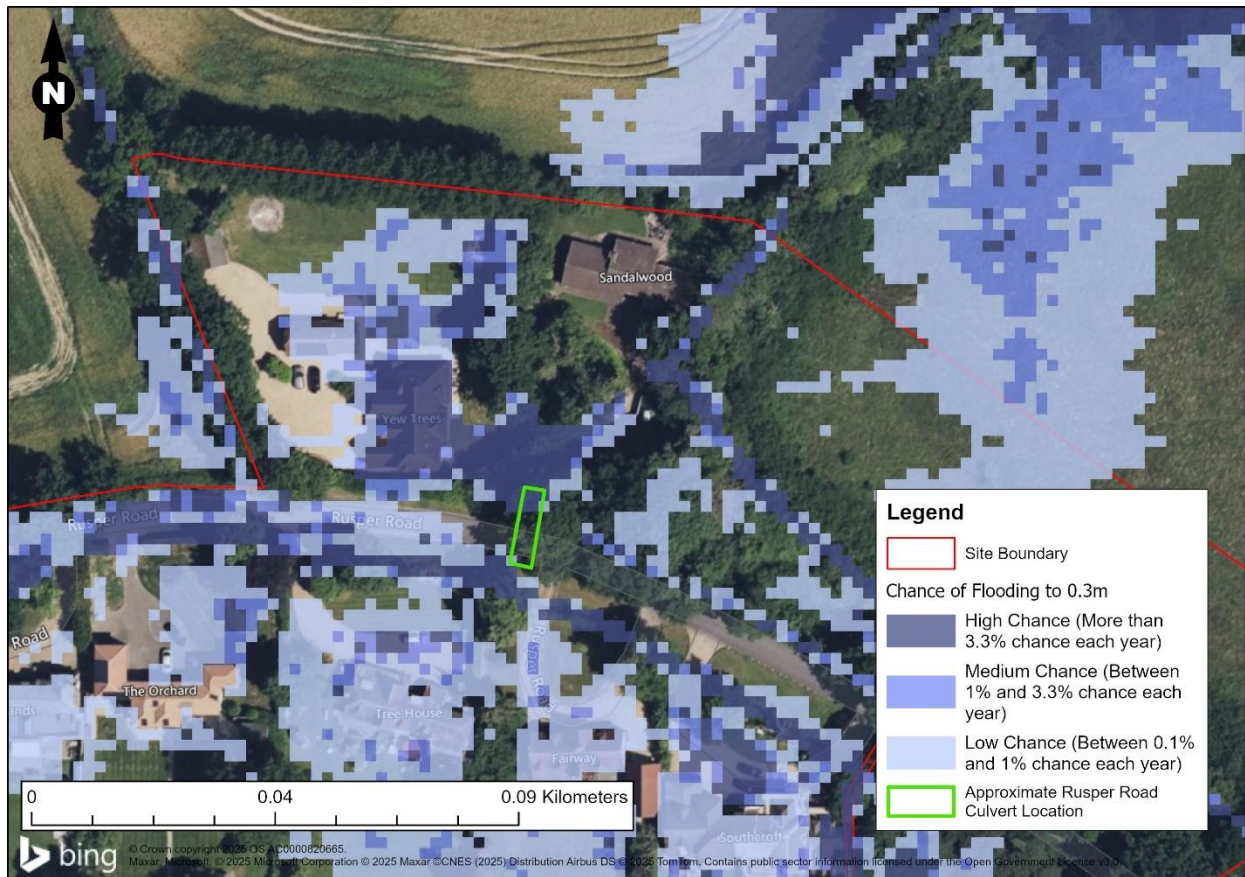 N
Sandalwood
Yew Trees
Rusper Road
Rusper Road
Road
The Orchard
ands
Tree House
Rusper Road
Fairway
Southcroft
Legend
Site Boundary
Chance of Flooding to 0.3m
High Chance (More than
3.3% chance each year)
Medium Chance (Between
1% and 3.3% chance each
year)
Low Chance (Between 0.1%
and 1% chance each year)
Approximate Rusper Road
Culvert Location
0 0.04 0.09 Kilometers
bing
© Crown copyright 2025 OS AC0000820665.
Maxar, Microsoft, © 2025 Microsoft Corporation © 2025 Maxar ©CNES (2025) Distribution Airbus DS © 2025 TomTom, Contains public sector information licensed under the Open Government Licence v3.0.